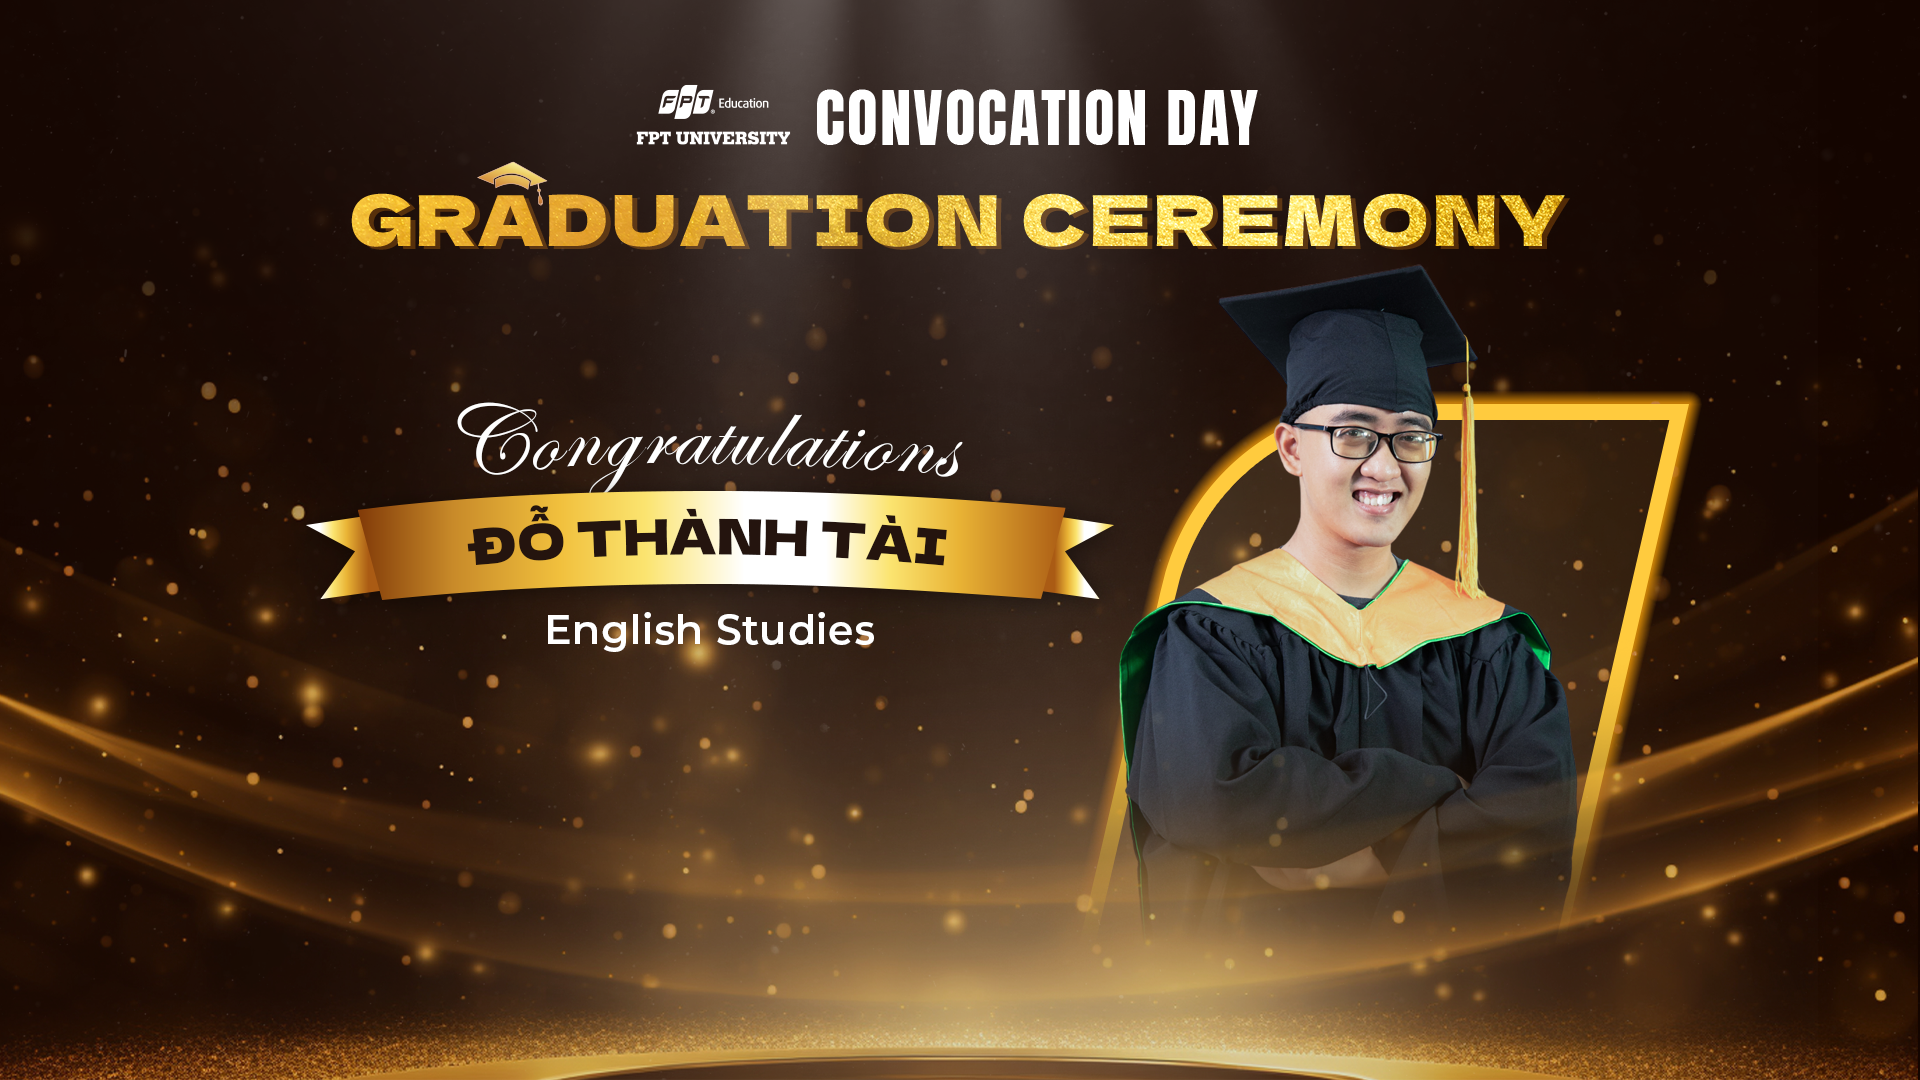 FPT Education
FPT UNIVERSITY
CONVOCATION DAY
GRADUATION CEREMONY
Congratulations
ĐỖ THÀNH TÀI
English Studies